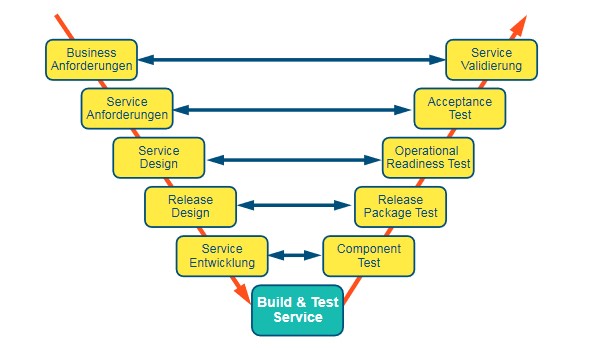 Business
Anforderungen
Service
Validierung
Service
Anforderungen
Acceptance
Test
Service
Design
Operational
Readiness Test
Release
Design
Release
Package Test
Service
Entwicklung
Component
Test
Build & Test
Service